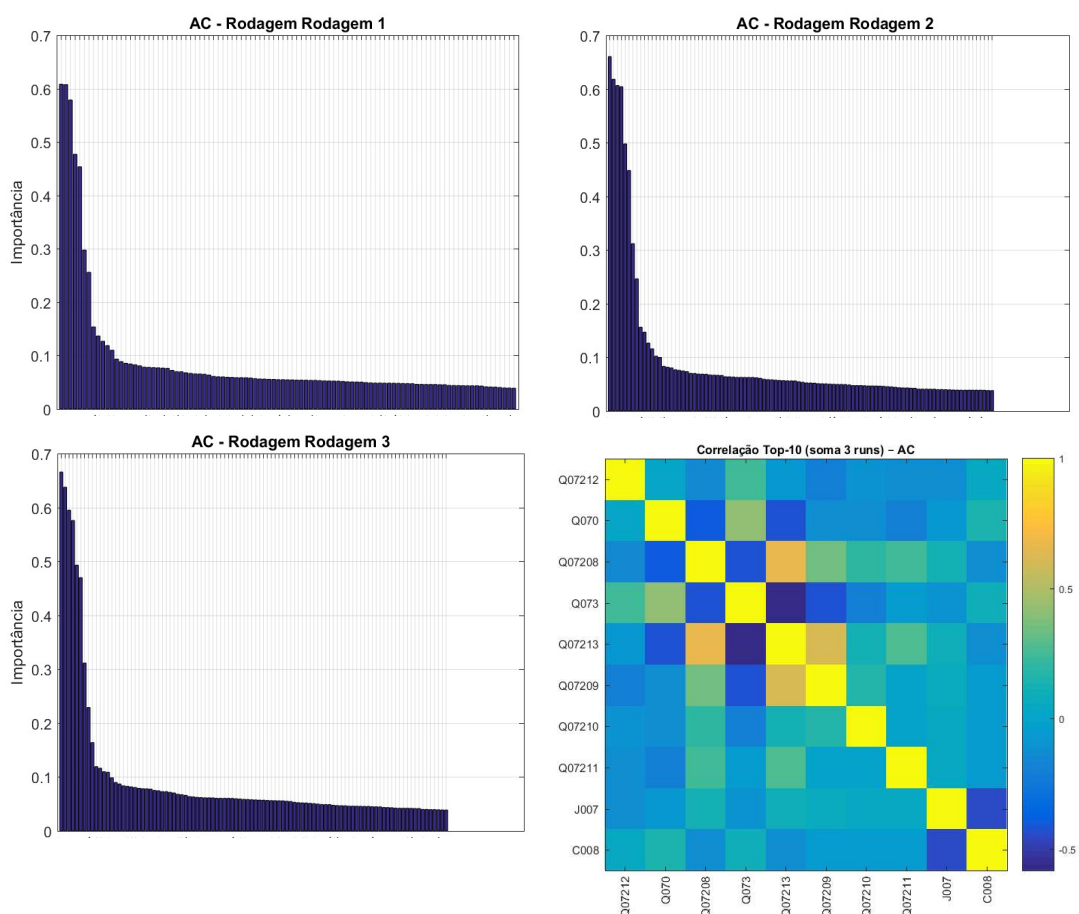 AC - Rodagem Rodagem 1
0.7
0.6
0.5
0.4
0.3
0.2
0.1
0
Importância
AC - Rodagem Rodagem 2
0.7
0.6
0.5
0.4
0.3
0.2
0.1
0
AC - Rodagem Rodagem 3
0.7
0.6
0.5
0.4
0.3
0.2
0.1
0
Importância
Correlação Top-10 (soma 3 runs) – AC
Q07212
Q070
Q07208
Q073
Q07213
Q07209
Q07210
Q07211
J007
C008
Q07212
Q070
Q07208
Q073
Q07213
Q07209
Q07210
Q07211
J007
C008
1
0.5
0
-0.5